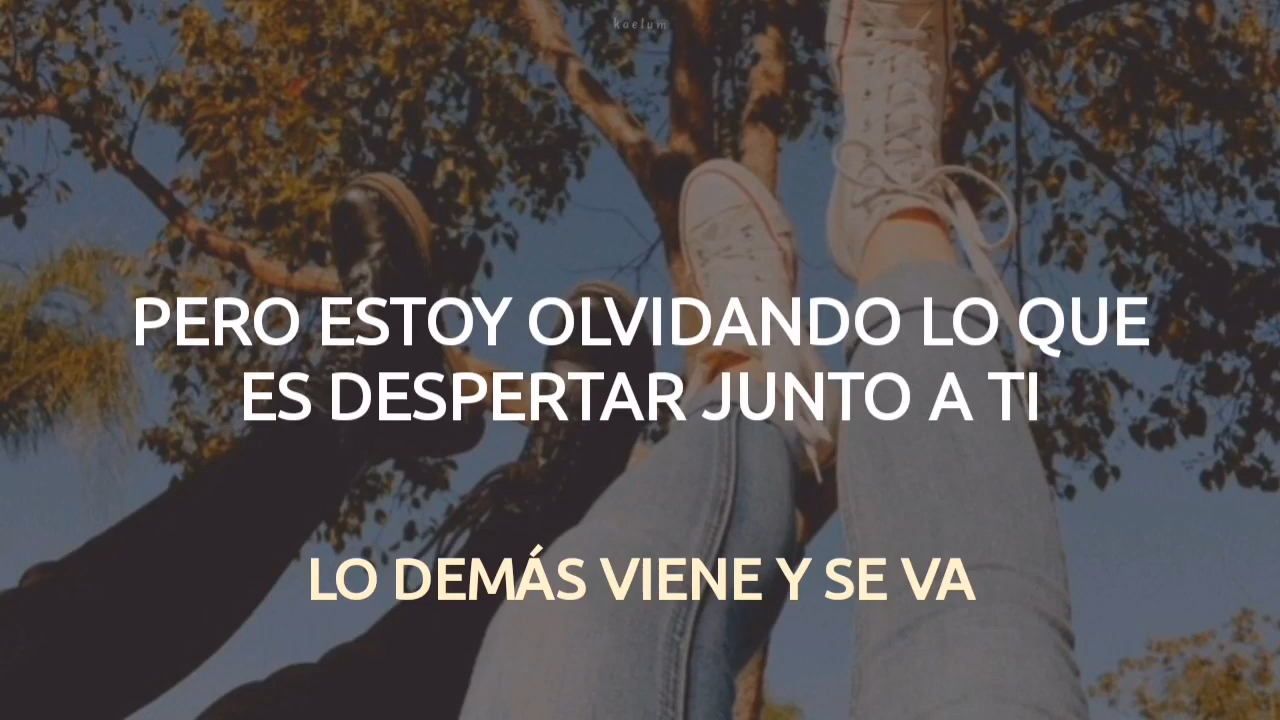 kaelum
PERO ESTOY OLVIDANDO LO QUE
ES DESPERTAR JUNTO A TI
LO DEMÁS VIENE Y SE VA